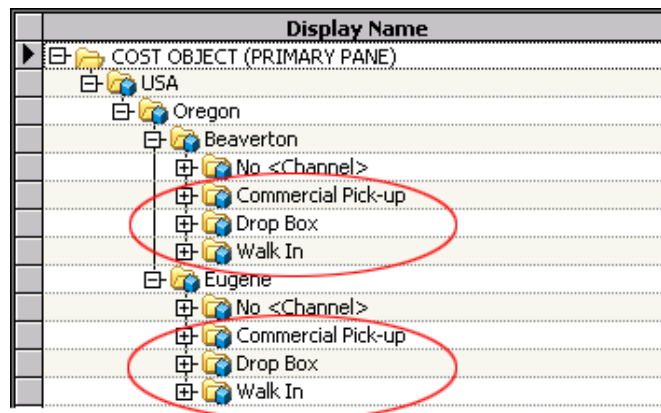 Display Name
COST OBJECT (PRIMARY PANE)
USA
Oregon
Beaverton
No <Channel>
Commercial Pick-up
Drop Box
Walk In
Eugene
No <Channel>
Commercial Pick-up
Drop Box
Walk In